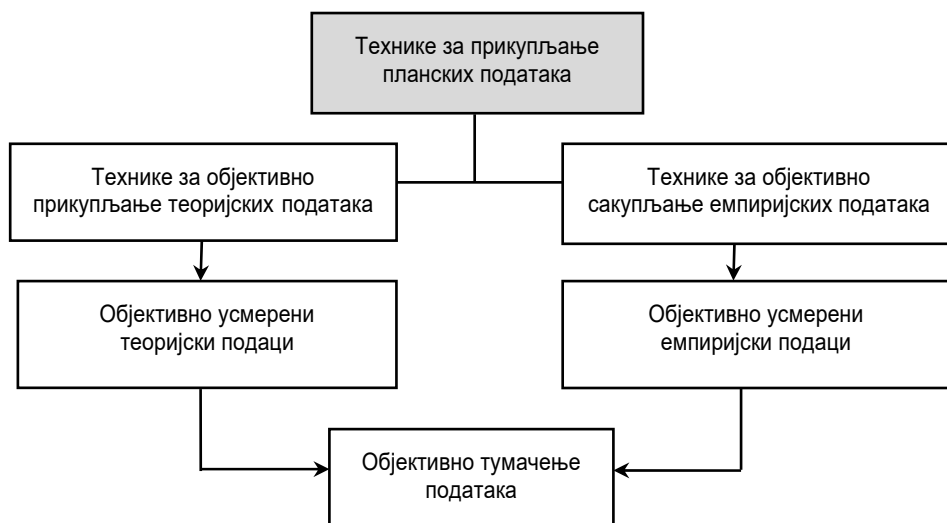 Технике за прикупљање
планских података
Технике за објективно
прикупљање теоријских података
Технике за објективно
сакупљање емпиријских података
Објективно усмерени
теоријски подаци
Објективно усмерени
емпиријски подаци
Објективно тумачење
података